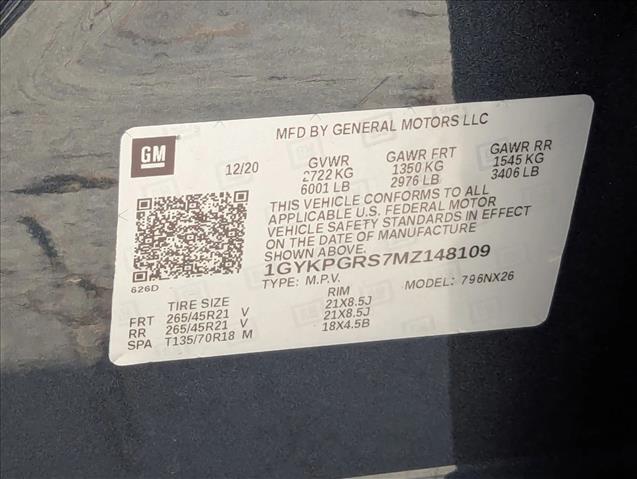 MFD BY GENERAL MOTORS LLC
GM
12/20 GVWR GAWR FRT GAWR RR
2722 KG 1350 KG 1545 KG
6001 LB 2976 LB 3406 LB
THIS VEHICLE CONFORMS TO ALL
APPLICABLE U.S. FEDERAL MOTOR
VEHICLE SAFETY STANDARDS IN EFFECT
ON THE DATE OF MANUFACTURE
SHOWN ABOVE.
1GYKPGRS7MZ148109
626D
TYPE: M.P.V. MODEL: 796NX26
TIRE SIZE RIM
FRT 265/45R21 V 21X8.5J
RR 265/45R21 V 21X8.5J
SPA T135/70R18 M 18X4.5B